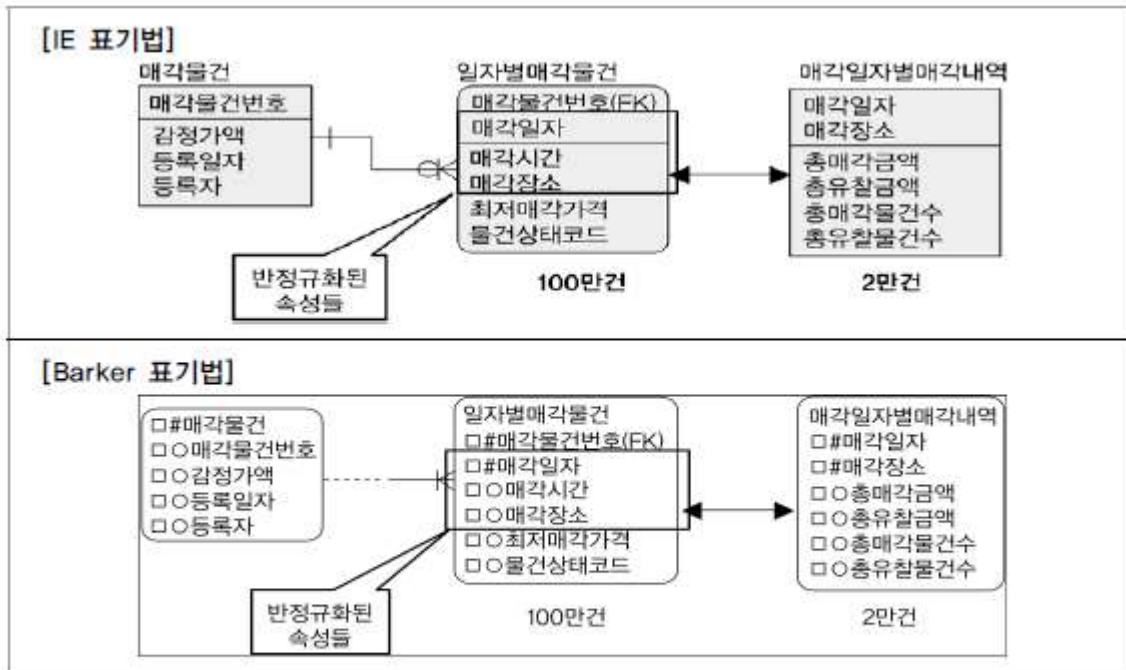 [IE 표기법]
매각물건
매각물건번호
감정가액
등록일자
등록자
일자별매각물건
매각물건번호(FK)
매각일자
매각시간
매각장소
최저매각가격
물건상태코드
100만건
매각일자별매각내역
매각일자
매각장소
총매각금액
총유찰금액
총매각물건수
총유찰물건수
2만건
반정규화된
속성들
[Barker 표기법]
□#매각물건
□○매각물건번호
□○감정가액
□○등록일자
□○등록자
일자별매각물건
□#매각물건번호(FK)
□#매각일자
□○매각시간
□○매각장소
□○최저매각가격
□○물건상태코드
100만건
매각일자별매각내역
□#매각일자
□#매각장소
□○총매각금액
□○총유찰금액
□○총매각물건수
□○총유찰물건수
2만건
반정규화된
속성들